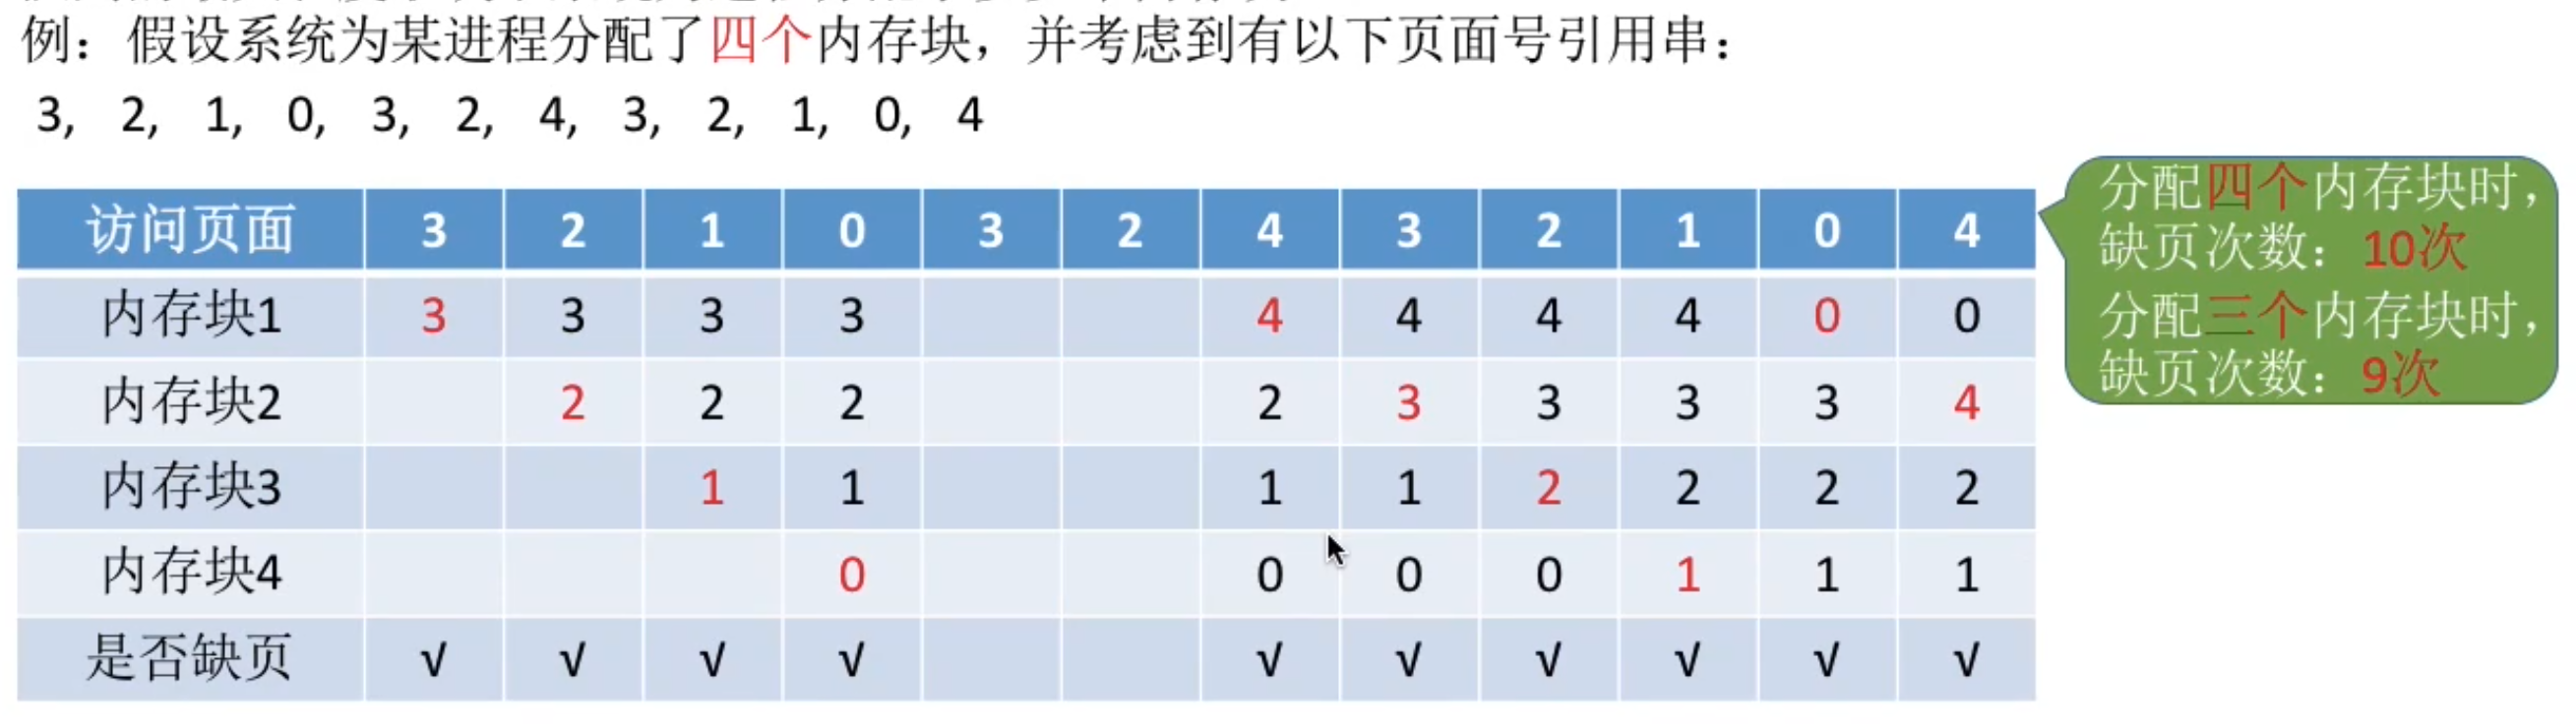 例：假设系统为某进程分配了四个内存块，并考虑到有以下页面号引用串：
3, 2, 1, 0, 3, 2, 4, 3, 2, 1, 0, 4
访问页面 3 2 1 0 3 2 4 3 2 1 0 4
内存块1 3 3 3 3 4 4 4 4 0 0
内存块2 2 2 2 2 3 3 3 3 4
内存块3 1 1 1 1 2 2 2 2
内存块4 0 0 0 0 1 1 1
是否缺页 √ √ √ √ √ √ √ √ √ √
分配四个内存块时，
缺页次数：10次
分配三个内存块时，
缺页次数：9次